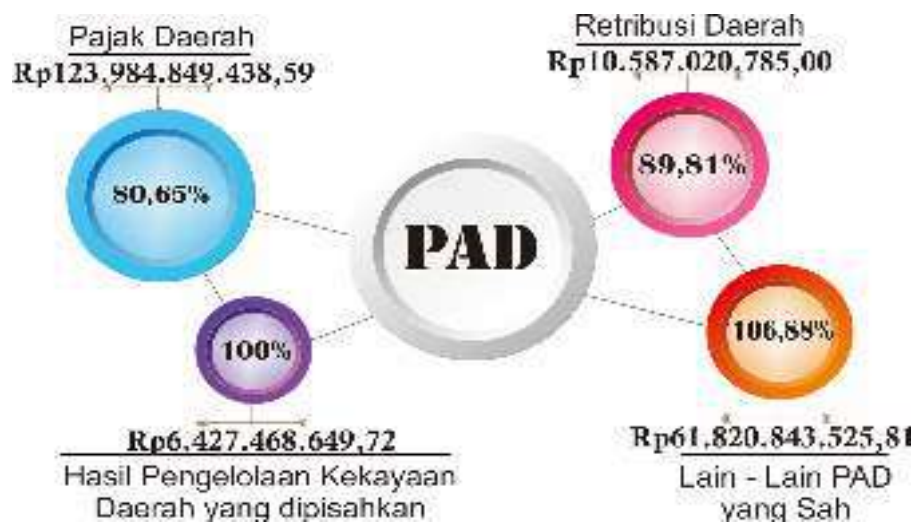 Pajak Daerah
Rp123.984.849.438,59
80,65%
Retribusi Daerah
Rp10.587.020.785,00
89,81%
PAD
100%
Rp6.427.468.649,72
Hasil Pengelolaan Kekayaan
Daerah yang dipisahkan
106,88%
Rp61.820.843.525,81
Lain - Lain PAD
yang Sah